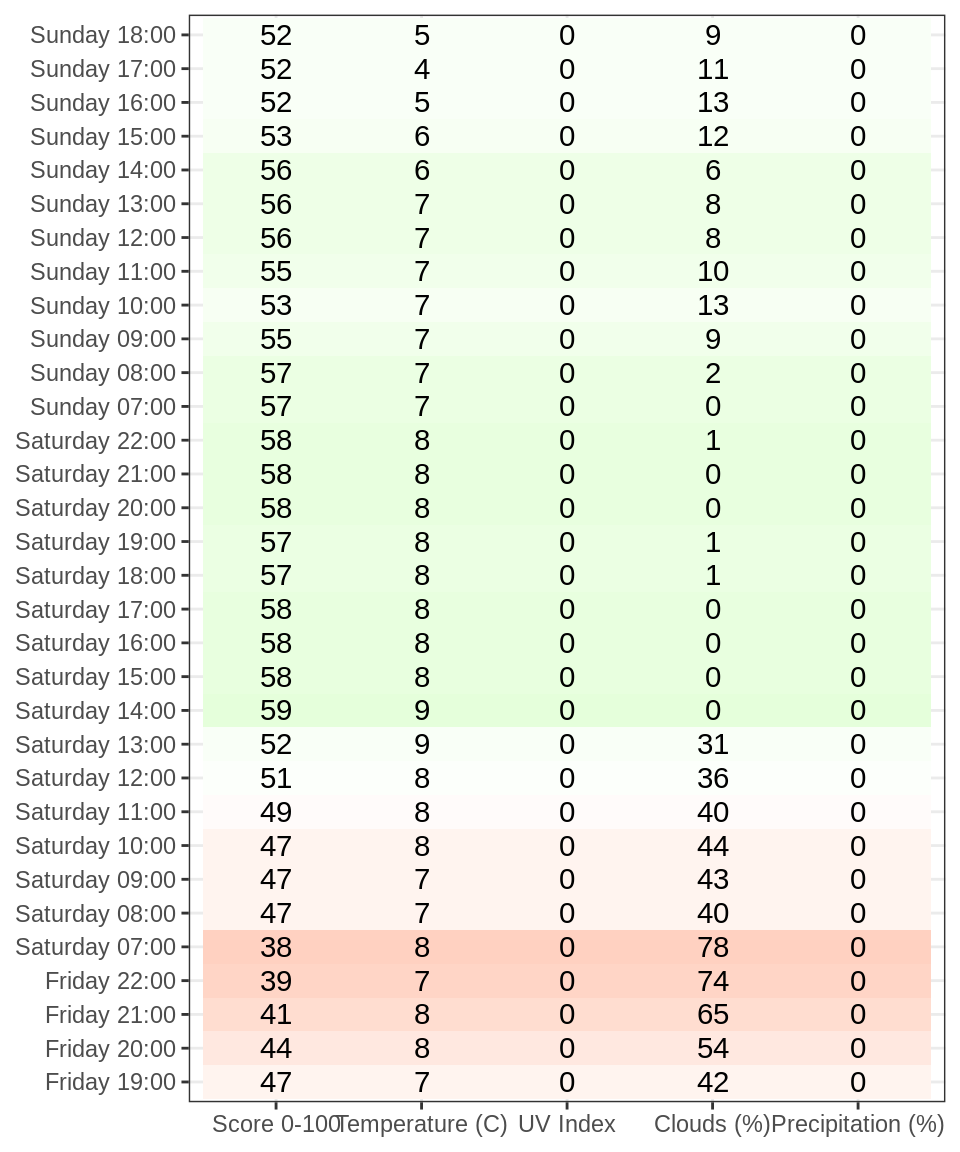 Sunday 18:00 52 5 0 9 0
Sunday 17:00 52 4 0 11 0
Sunday 16:00 52 5 0 13 0
Sunday 15:00 53 6 0 12 0
Sunday 14:00 56 6 0 6 0
Sunday 13:00 56 7 0 8 0
Sunday 12:00 56 7 0 8 0
Sunday 11:00 55 7 0 10 0
Sunday 10:00 53 7 0 13 0
Sunday 09:00 55 7 0 9 0
Sunday 08:00 57 7 0 2 0
Sunday 07:00 57 7 0 0 0
Saturday 22:00 58 8 0 1 0
Saturday 21:00 58 8 0 0 0
Saturday 20:00 58 8 0 0 0
Saturday 19:00 57 8 0 1 0
Saturday 18:00 57 8 0 1 0
Saturday 17:00 58 8 0 0 0
Saturday 16:00 58 8 0 0 0
Saturday 15:00 58 8 0 0 0
Saturday 14:00 59 9 0 0 0
Saturday 13:00 52 9 0 31 0
Saturday 12:00 51 8 0 36 0
Saturday 11:00 49 8 0 40 0
Saturday 10:00 47 8 0 44 0
Saturday 09:00 47 7 0 43 0
Saturday 08:00 47 7 0 40 0
Saturday 07:00 38 8 0 78 0
Friday 22:00 39 7 0 74 0
Friday 21:00 41 8 0 65 0
Friday 20:00 44 8 0 54 0
Friday 19:00 47 7 0 42 0
Score 0-100 Temperature (C) UV Index Clouds (%) Precipitation (%)